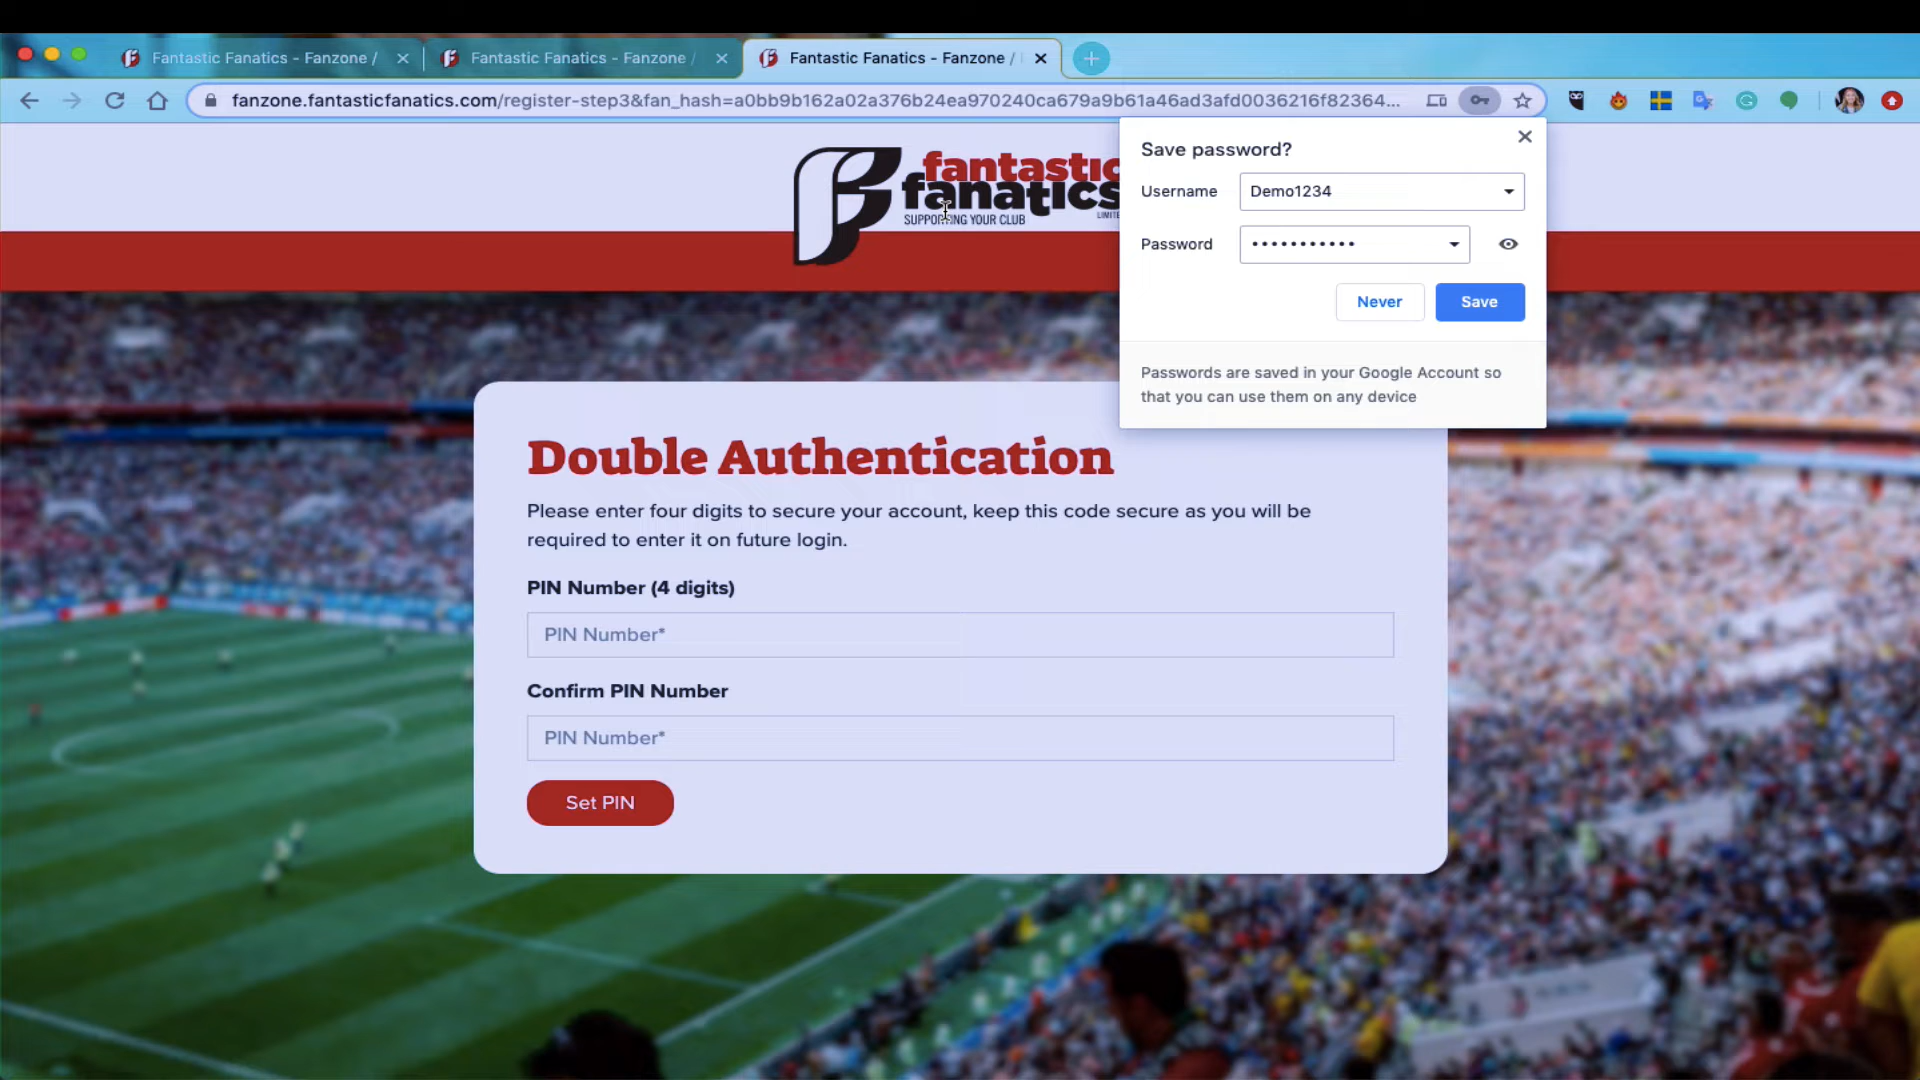 Fantastic Fanatics - Fanzone /
Fantastic Fanatics - Fanzone /
Fantastic Fanatics - Fanzone /
fanzone.fantasticfanatics.com/register-step3&fan_hash=a0bb9b162a02a376b24ea970240ca679a9b61a46ad3afd0036216f82364...
fantastic
fanatics
SUPPORTING YOUR CLUB
LIMITE
Save password?
Username
Demo1234
Password
•••••••••••
Never
Save
Passwords are saved in your Google Account so
that you can use them on any device
Double Authentication
Please enter four digits to secure your account, keep this code secure as you will be
required to enter it on future login.
PIN Number (4 digits)
PIN Number*
Confirm PIN Number
PIN Number*
Set PIN